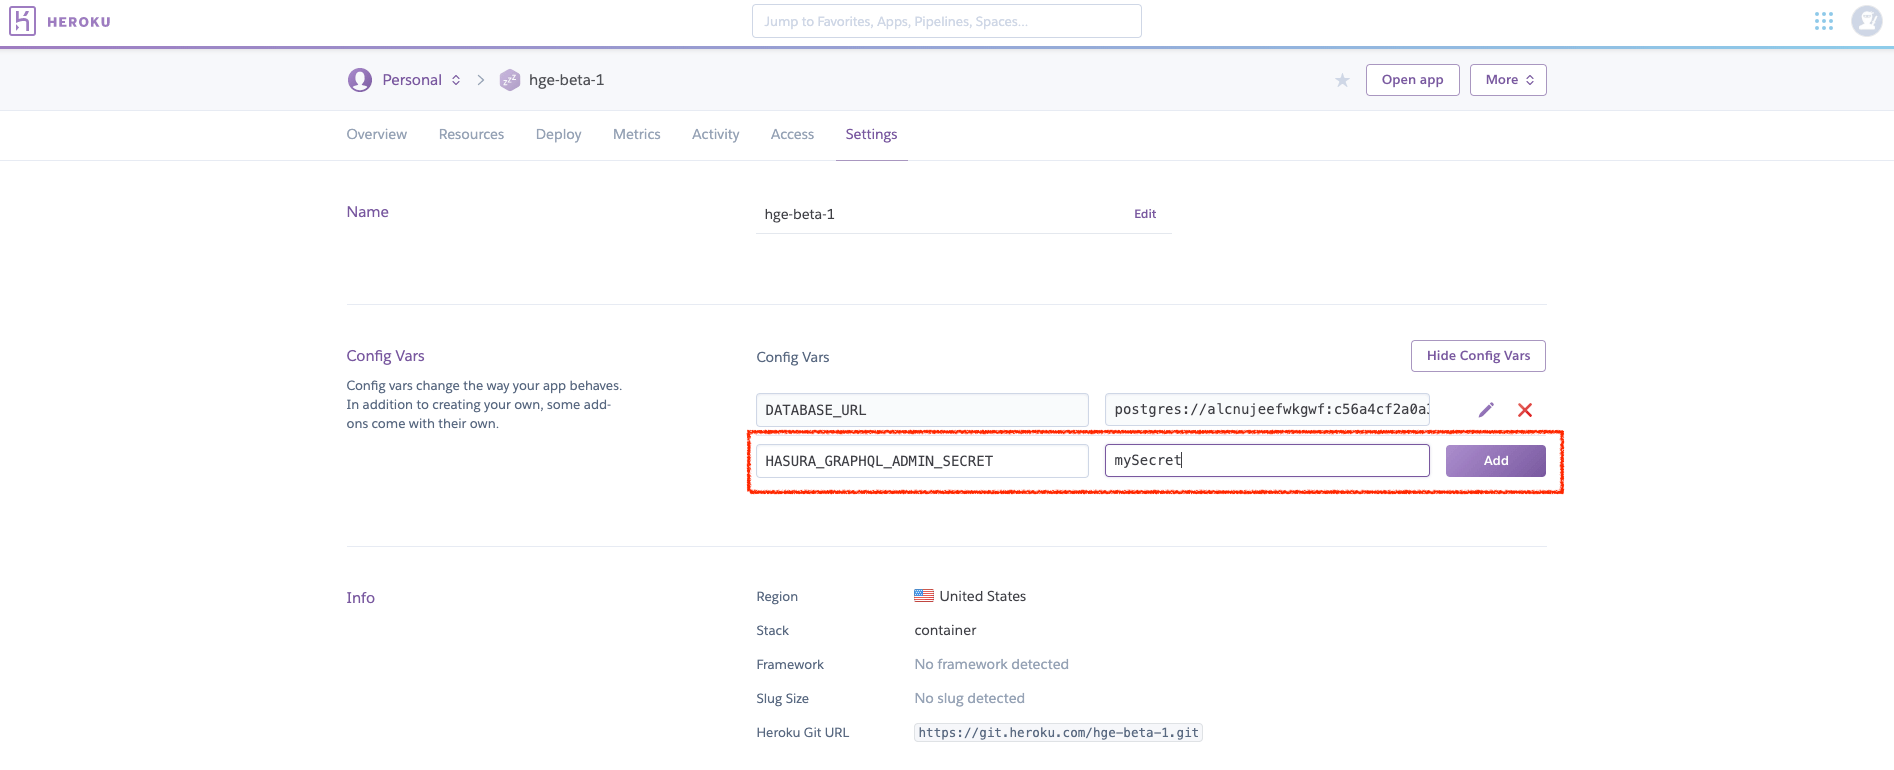 HEROKU
Jump to Favorites, Apps, Pipelines, Spaces...
Personal
hge-beta-1
Open app
More
Overview
Resources
Deploy
Metrics
Activity
Access
Settings
Name
hge-beta-1
Edit
Config Vars
Config vars change the way your app behaves.
In addition to creating your own, some add-
ons come with their own.
Config Vars
Hide Config Vars
DATABASE_URL
postgres://alcnujeefwkgwf:c56a4cf2a0a
HASURA_GRAPHQL_ADMIN_SECRET
mySecret
Add
Info
Region
United States
Stack
container
Framework
No framework detected
Slug Size
No slug detected
Heroku Git URL
https://git.heroku.com/hge-beta-1.git